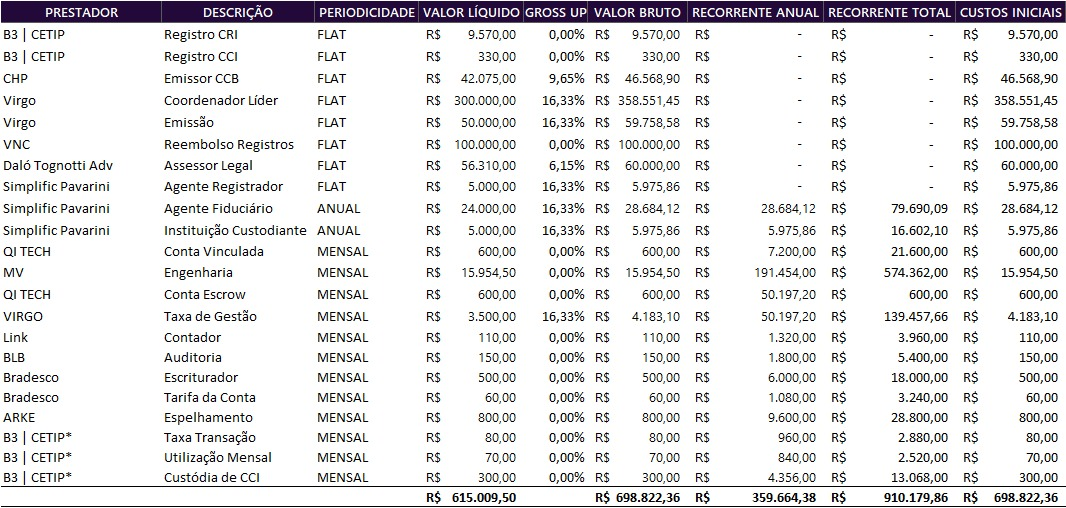 PRESTADOR DESCRIÇÃO PERIODICIDADE VALOR LÍQUIDO GROSS UP VALOR BRUTO RECORRENTE ANUAL RECORRENTE TOTAL CUSTOS INICIAIS
B3 | CETIP Registro CRI FLAT R$ 9.570,00 0,00% R$ 9.570,00 R$ - R$ - R$ 9.570,00
B3 | CETIP Registro CCI FLAT R$ 330,00 0,00% R$ 330,00 R$ - R$ - R$ 330,00
CHP Emissor CCB FLAT R$ 42.075,00 9,65% R$ 46.568,90 R$ - R$ - R$ 46.568,90
Virgo Coordenador Líder FLAT R$ 300.000,00 16,33% R$ 358.551,45 R$ - R$ - R$ 358.551,45
Virgo Emissão FLAT R$ 50.000,00 16,33% R$ 59.758,58 R$ - R$ - R$ 59.758,58
VNC Reembolso Registros FLAT R$ 100.000,00 0,00% R$ 100.000,00 R$ - R$ - R$ 100.000,00
Daló Tognotti Adv Assessor Legal FLAT R$ 56.310,00 6,15% R$ 60.000,00 R$ - R$ - R$ 60.000,00
Simplific Pavarini Agente Registrador FLAT R$ 5.000,00 16,33% R$ 5.975,86 R$ - R$ - R$ 5.975,86
Simplific Pavarini Agente Fiduciário ANUAL R$ 24.000,00 16,33% R$ 28.684,12 R$ 28.684,12 R$ 79.690,09 R$ 28.684,12
Simplific Pavarini Instituição Custodiante ANUAL R$ 5.000,00 16,33% R$ 5.975,86 R$ 5.975,86 R$ 16.602,10 R$ 5.975,86
QI TECH Conta Vinculada MENSAL R$ 600,00 0,00% R$ 600,00 R$ 7.200,00 R$ 21.600,00 R$ 600,00
MV Engenharia MENSAL R$ 15.954,50 0,00% R$ 15.954,50 R$ 191.454,00 R$ 574.362,00 R$ 15.954,50
QI TECH Conta Escrow MENSAL R$ 600,00 0,00% R$ 600,00 R$ 50.197,20 R$ 600,00 R$ 600,00
VIRGO Taxa de Gestão MENSAL R$ 3.500,00 16,33% R$ 4.183,10 R$ 50.197,20 R$ 139.457,66 R$ 4.183,10
Link Contador MENSAL R$ 110,00 0,00% R$ 110,00 R$ 1.320,00 R$ 3.960,00 R$ 110,00
BLB Auditoria MENSAL R$ 150,00 0,00% R$ 150,00 R$ 1.800,00 R$ 5.400,00 R$ 150,00
Bradesco Escriturador MENSAL R$ 500,00 0,00% R$ 500,00 R$ 6.000,00 R$ 18.000,00 R$ 500,00
Bradesco Tarifa da Conta MENSAL R$ 60,00 0,00% R$ 60,00 R$ 1.080,00 R$ 3.240,00 R$ 60,00
ARKE Espelhamento MENSAL R$ 800,00 0,00% R$ 800,00 R$ 9.600,00 R$ 28.800,00 R$ 800,00
B3 | CETIP* Taxa Transação MENSAL R$ 80,00 0,00% R$ 80,00 R$ 960,00 R$ 2.880,00 R$ 80,00
B3 | CETIP* Utilização Mensal MENSAL R$ 70,00 0,00% R$ 70,00 R$ 840,00 R$ 2.520,00 R$ 70,00
B3 | CETIP* Custódia de CCI MENSAL R$ 300,00 0,00% R$ 300,00 R$ 4.356,00 R$ 13.068,00 R$ 300,00
R$ 615.009,50 R$ 698.822,36 R$ 359.664,38 R$ 910.179,86 R$ 698.822,36